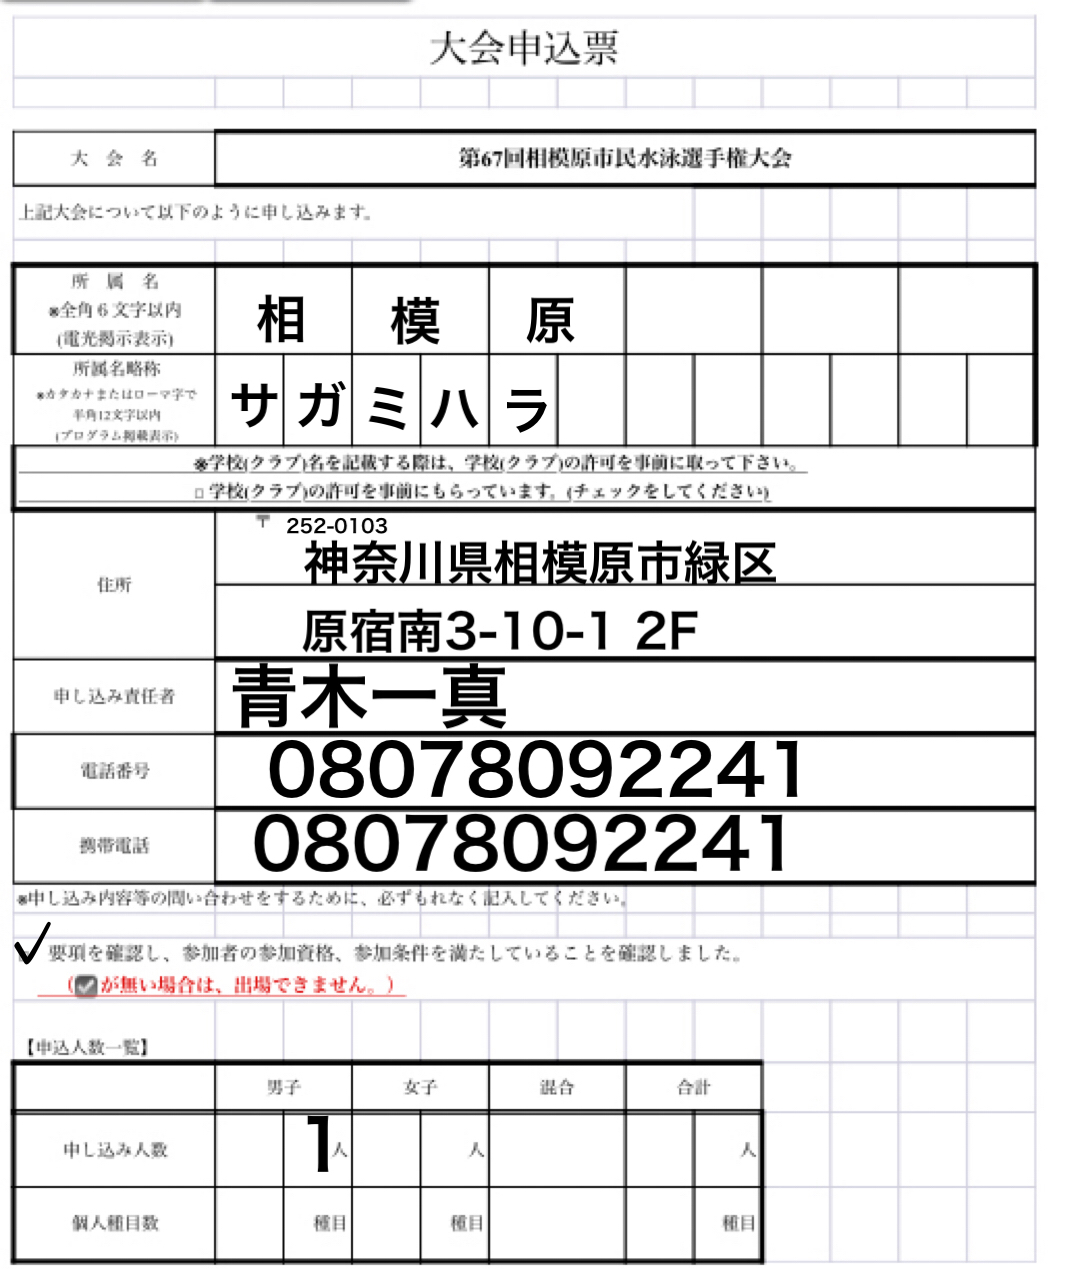 大会申込票
大 会 名 第67回相模原市民水泳選手権大会
上記大会について以下のように申し込みます。
所 属 名
※全角6文字以内
(電光掲示表示)
相 模 原
所属名略称
※カタカナまたはローマ字で
半角12文字以内
(プログラム掲載表示)
サ ガ ミ ハ ラ
※学校(クラブ)名を記載する際は、学校(クラブ)の許可を事前に取って下さい。
□ 学校(クラブ)の許可を事前にもらっています。(チェックをしてください)
住所
〒 252-0103
神奈川県相模原市緑区
原宿南3-10-1 2F
申し込み責任者 青木一真
電話番号 08078092241
携帯電話 08078092241
※申し込み内容等の問い合わせをするために、必ずもれなく記入してください。
✓ 要項を確認し、参加者の参加資格、参加条件を満たしていることを確認しました。
(☑が無い場合は、出場できません。)
【申込人数一覧】
男子 女子 混合 合計
申し込み人数 1人 人 人
個人種目数 種目 種目 種目